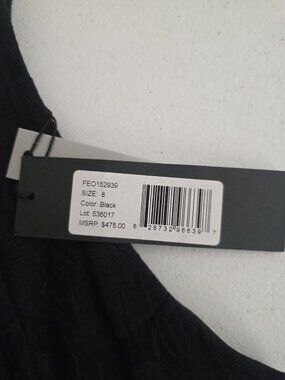 FEO152939
SIZE: 8
Color: Black
Lot: 536017
MSRP: $475.00
6 28732 96639 7